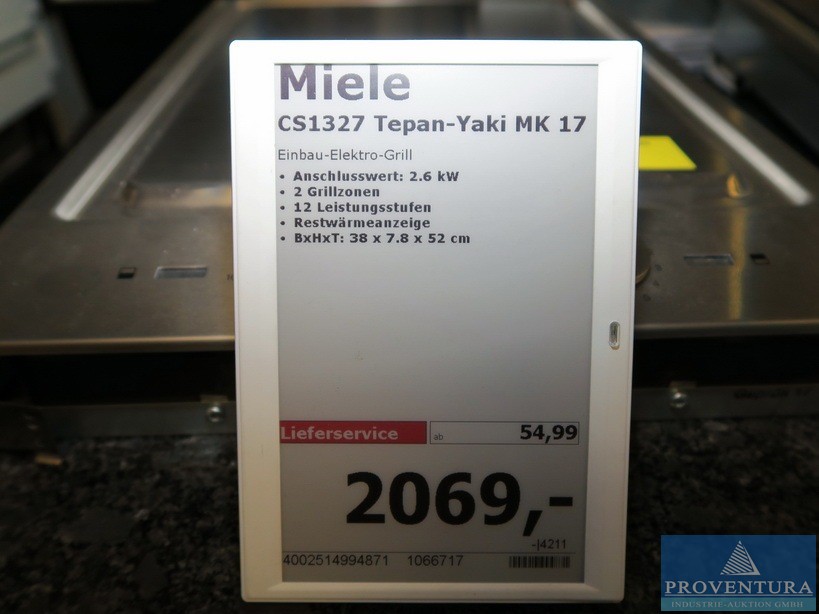 Miele
CS1327 Tepan-Yaki MK 17
Einbau-Elektro-Grill
• Anschlusswert: 2.6 kW
• 2 Grillzonen
• 12 Leistungsstufen
• Restwärmeanzeige
• BxHxT: 38 x 7.8 x 52 cm
Lieferservice ab 54,99
2069,-
-|4211
4002514994871 1066717
PROVENTURA
INDUSTRIE-AUKTION GMBH